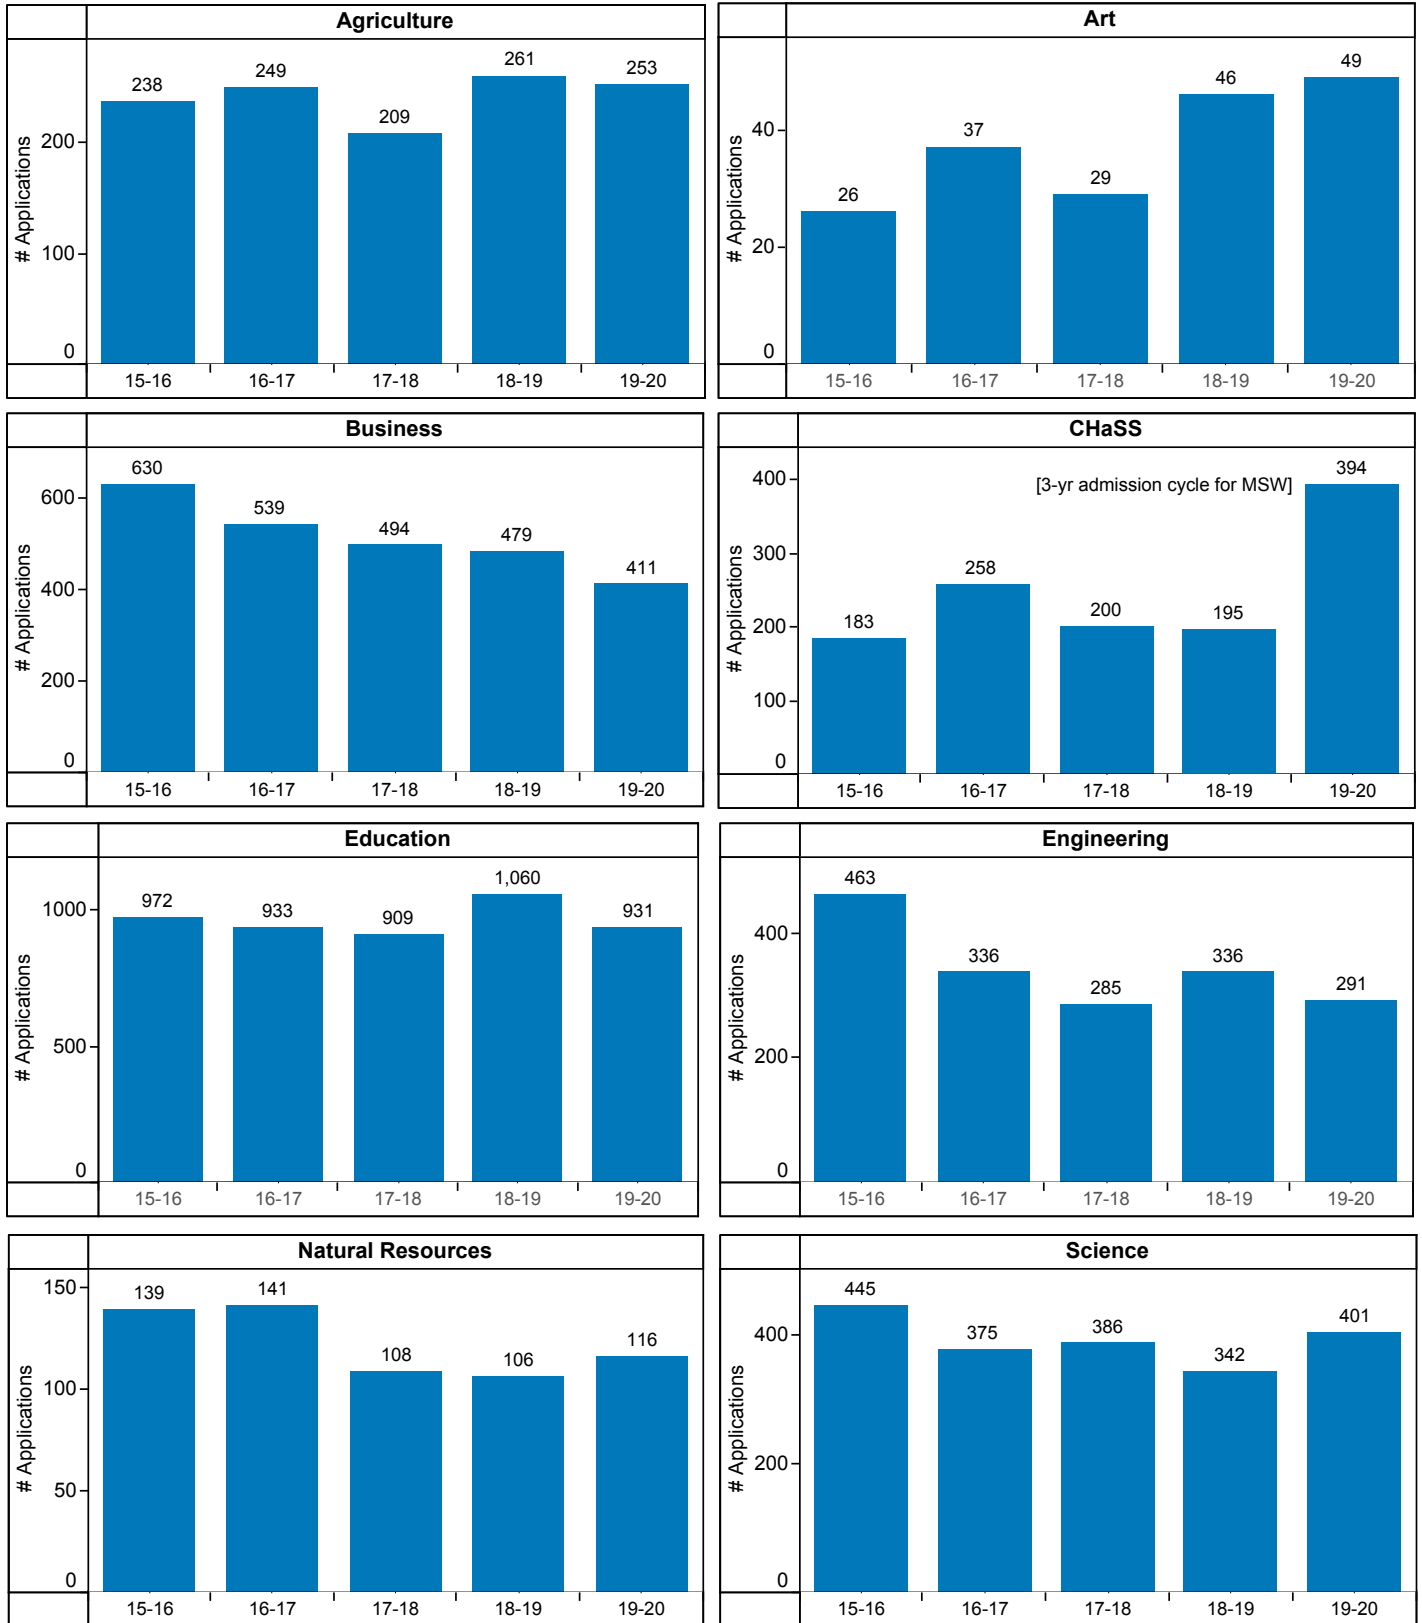 Agriculture
# Applications
200
100
0
238
249
209
261
253
15-16 16-17 17-18 18-19 19-20
Art
# Applications
40
20
0
26
37
29
46
49
15-16 16-17 17-18 18-19 19-20
Business
# Applications
600
400
200
0
630
539
494
479
411
15-16 16-17 17-18 18-19 19-20
CHaSS
[3-yr admission cycle for MSW]
# Applications
400
300
200
100
0
183
258
200
195
394
15-16 16-17 17-18 18-19 19-20
Education
# Applications
1000
500
0
972
933
909
1,060
931
15-16 16-17 17-18 18-19 19-20
Engineering
# Applications
400
200
0
463
336
285
336
291
15-16 16-17 17-18 18-19 19-20
Natural Resources
# Applications
150
100
50
0
139
141
108
106
116
15-16 16-17 17-18 18-19 19-20
Science
# Applications
400
200
0
445
375
386
342
401
15-16 16-17 17-18 18-19 19-20